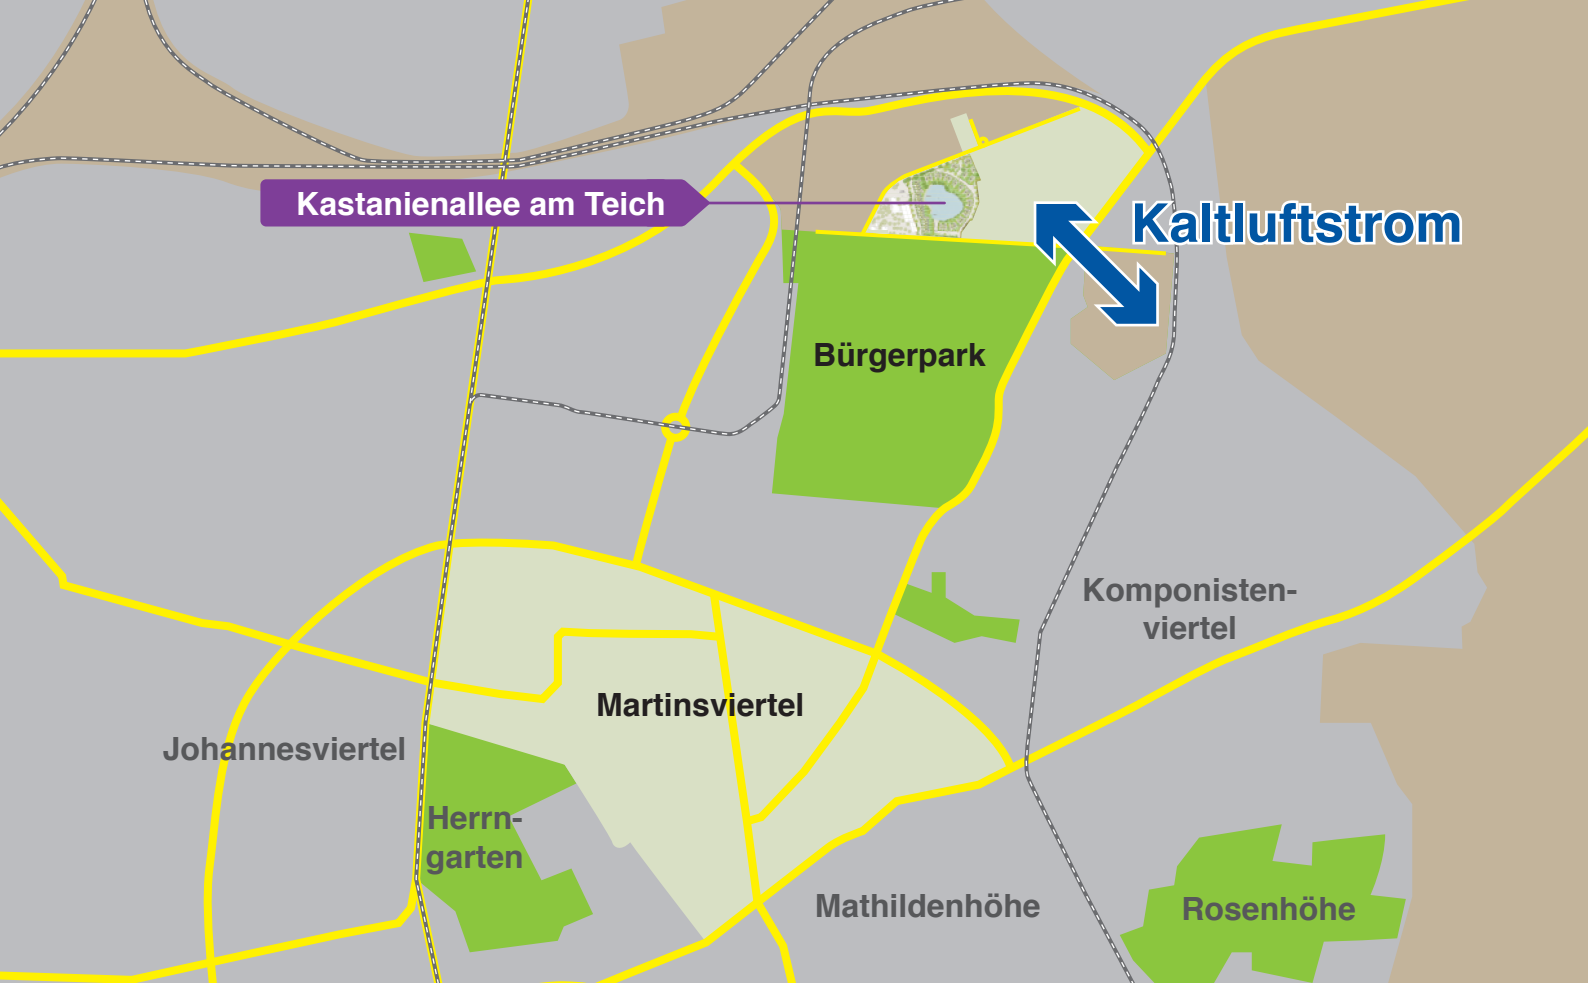 Kastanienallee am Teich
Kaltluftstrom
Bürgerpark
Komponisten-
viertel
Martinsviertel
Johannesviertel
Herrn-
garten
Mathildenhöhe
Rosenhöhe